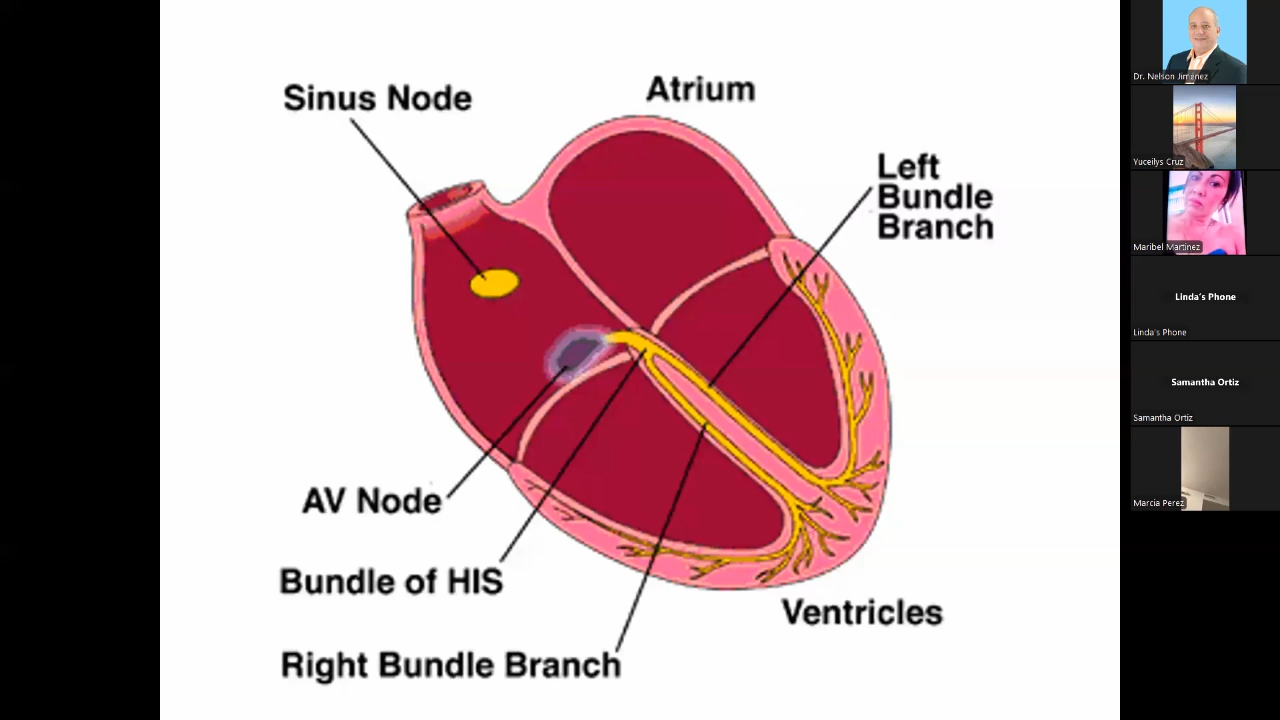 Sinus Node
Atrium
Left
Bundle
Branch
AV Node
Bundle of HIS
Ventricles
Right Bundle Branch
Dr. Nelson Jimenez
Yuceilys Cruz
Maribel Martinez
Linda's Phone
Linda's Phone
Samantha Ortiz
Samantha Ortiz
Marcia Perez